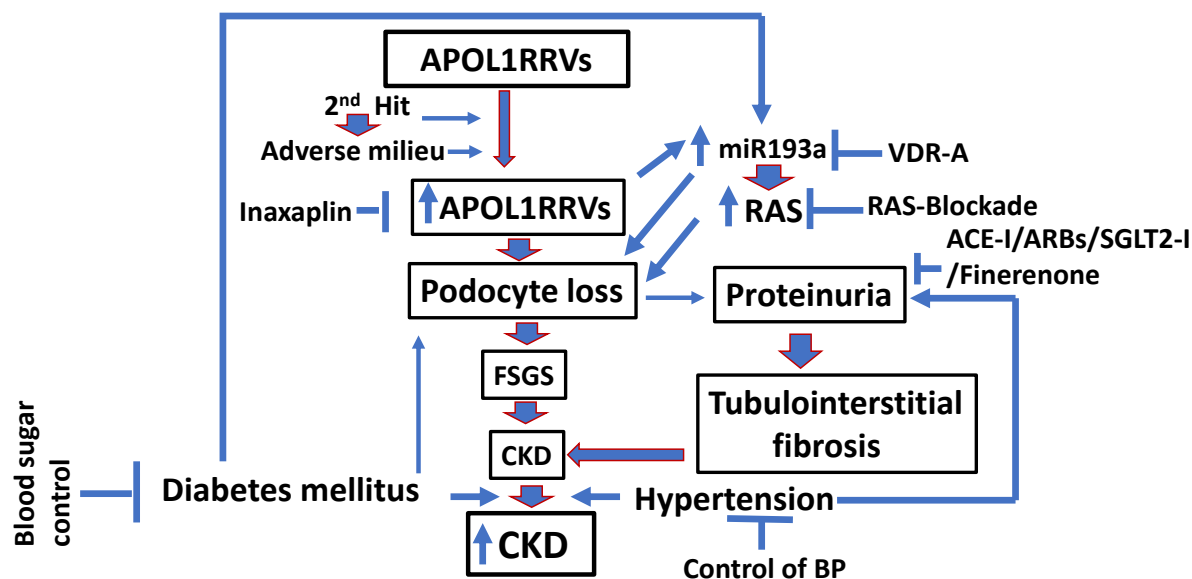 APOL1RRVs
2nd Hit
Adverse milieu
miR193a
VDR-A
Inaxaplin
APOL1RRVs
RAS
RAS-Blockade
ACE-I/ARBs/SGLT2-I
/Finerenone
Podocyte loss
Proteinuria
FSGS
Tubulointerstitial
fibrosis
CKD
Blood sugar
control
Diabetes mellitus
Hypertension
CKD
Control of BP